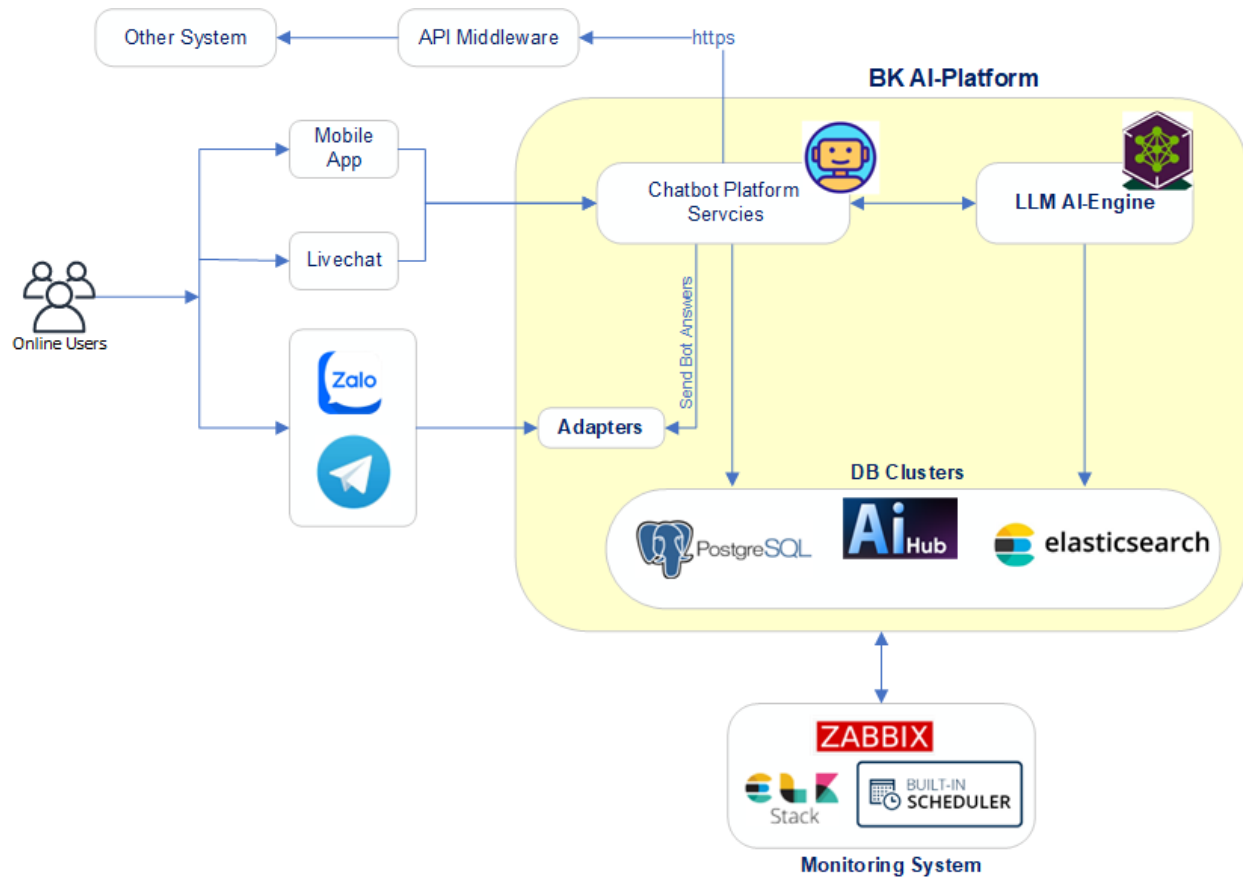 Other System
API Middleware
https
BK AI-Platform
Mobile
App
Chatbot Platform
Servcies
LLM AI-Engine
Livechat
Online Users
Send Bot Answers
Zalo
Adapters
DB Clusters
PostgreSQL
Ai Hub
elasticsearch
ZABBIX
Stack
BUILT-IN
SCHEDULER
Monitoring System